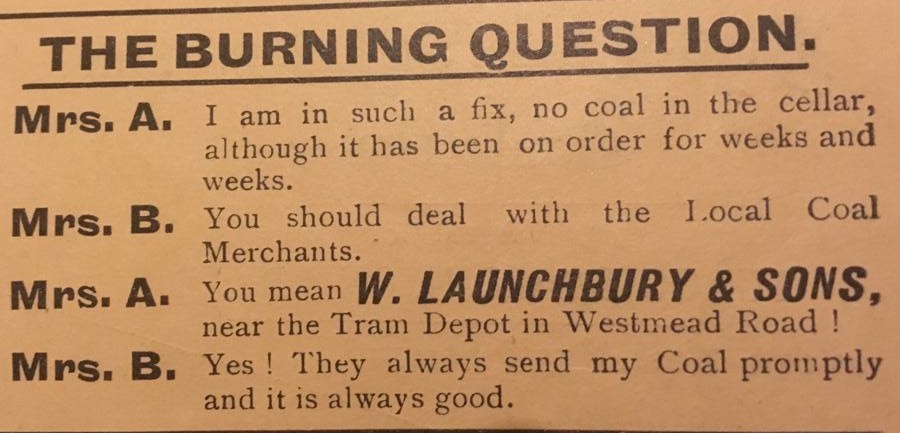 THE BURNING QUESTION.
Mrs. A. I am in such a fix, no coal in the cellar,
although it has been on order for weeks and
weeks.
Mrs. B. You should deal with the Local Coal
Merchants.
Mrs. A. You mean W. LAUNCHBURY & SONS,
near the Tram Depot in Westmead Road !
Mrs. B. Yes ! They always send my Coal promptly
and it is always good.